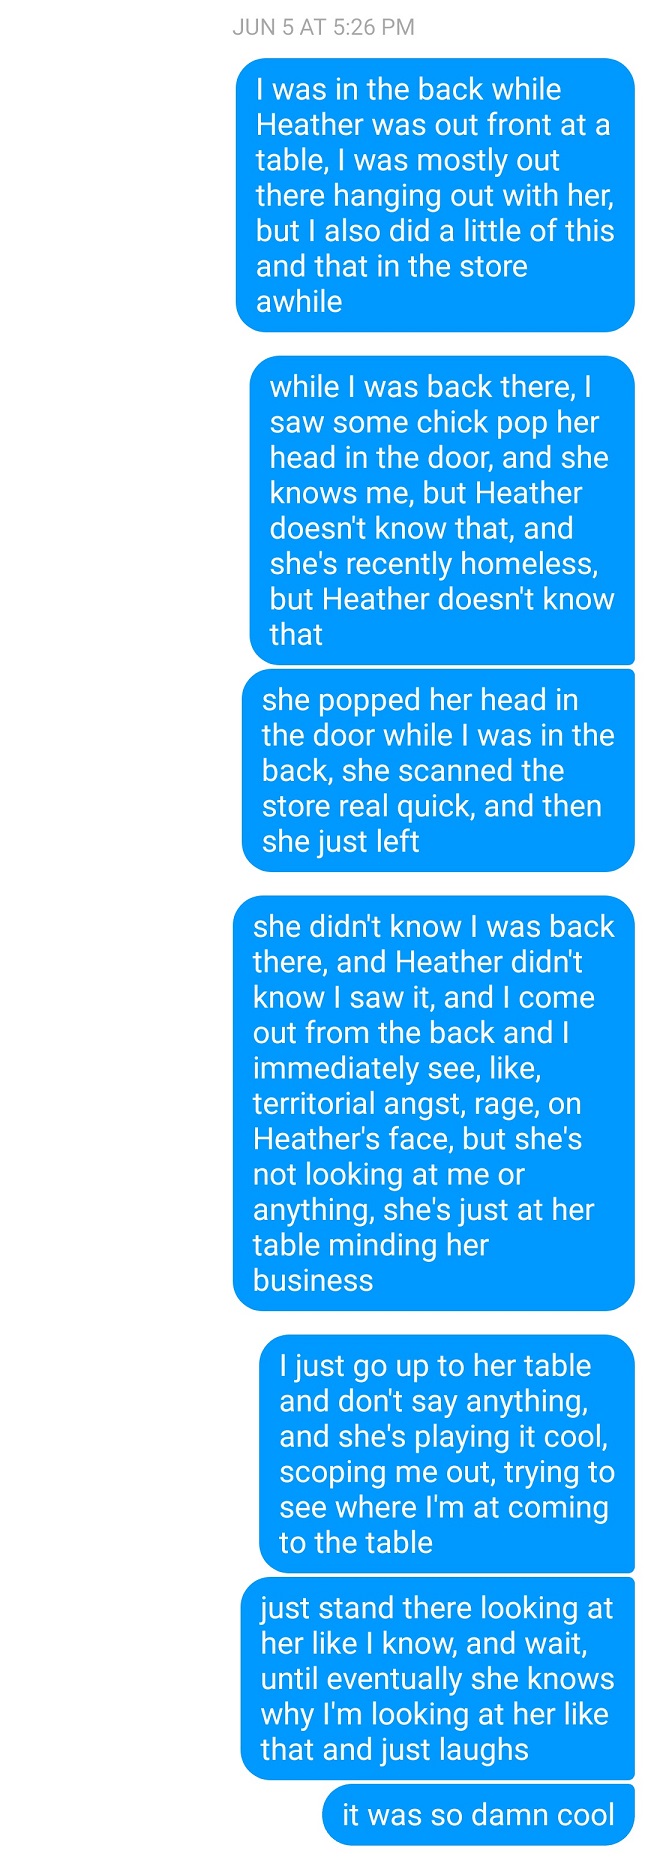 JUN 5 AT 5:26 PM
I was in the back while
Heather was out front at a
table, I was mostly out
there hanging out with her,
but I also did a little of this
and that in the store
awhile
while I was back there, I
saw some chick pop her
head in the door, and she
knows me, but Heather
doesn't know that, and
she's recently homeless,
but Heather doesn't know
that
she popped her head in
the door while I was in the
back, she scanned the
store real quick, and then
she just left
she didn't know I was back
there, and Heather didn't
know I saw it, and I come
out from the back and I
immediately see, like,
territorial angst, rage, on
Heather's face, but she's
not looking at me or
anything, she's just at her
table minding her
business
I just go up to her table
and don't say anything,
and she's playing it cool,
scoping me out, trying to
see where I'm at coming
to the table
just stand there looking at
her like I know, and wait,
until eventually she knows
why I'm looking at her like
that and just laughs
it was so damn cool